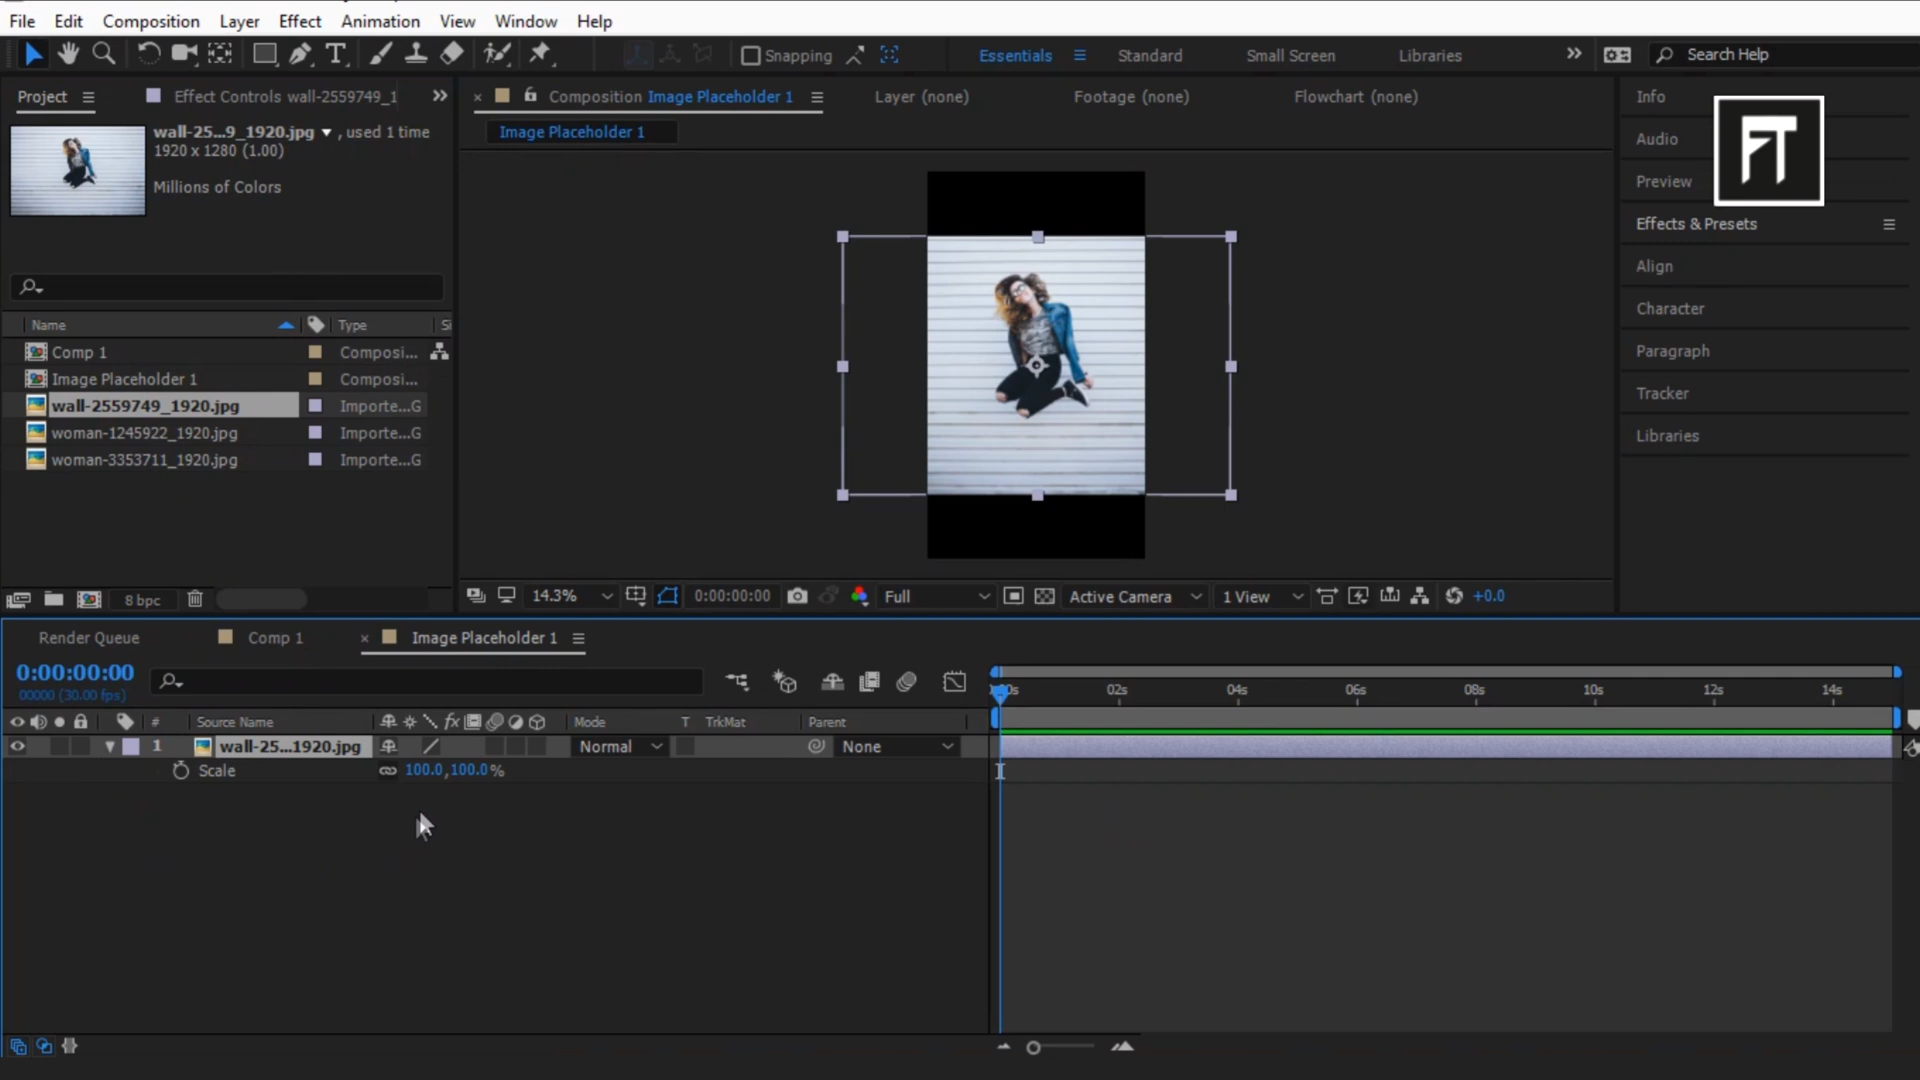 File Edit Composition Layer Effect Animation View Window Help
T Snapping Essentials Standard Small Screen Libraries Search Help
Project Effect Controls wall-2559749_1
Composition Image Placeholder 1 Layer (none) Footage (none) Flowchart (none)
Image Placeholder 1
wall-25...9_1920.jpg , used 1 time
1920 x 1280 (1.00)
Millions of Colors
Name Type Si
Comp 1 Composi...
Image Placeholder 1 Composi...
wall-2559749_1920.jpg Importe...G
woman-1245922_1920.jpg Importe...G
woman-3353711_1920.jpg Importe...G
8 bpc
14.3% 0:00:00:00 Full Active Camera 1 View +0.0
Info
Audio
Preview
Effects & Presets
Align
Character
Paragraph
Tracker
Libraries
FT
Render Queue Comp 1 Image Placeholder 1
0:00:00:00
00000 (30.00 fps)
02s 04s 06s 08s 10s 12s 14s
# Source Name fx Mode T TrkMat Parent
1 wall-25...1920.jpg Normal None
Scale 100.0,100.0%